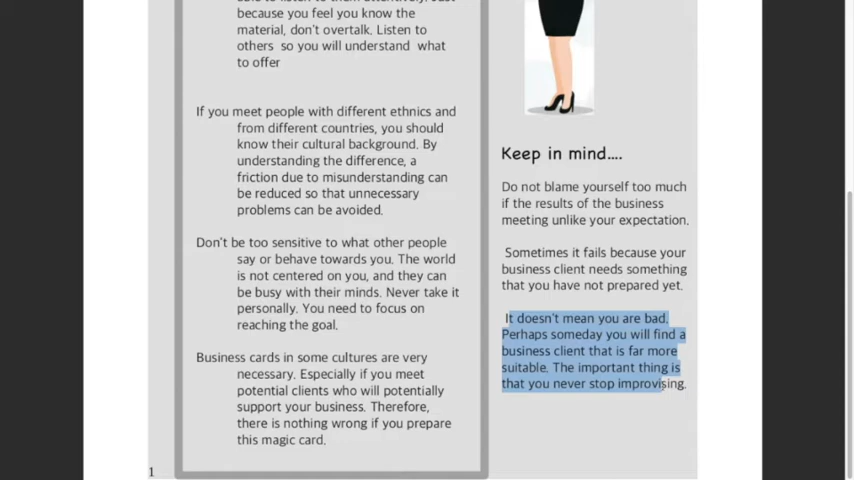 because you feel you know the
material, don't overtalk. Listen to
others so you will understand what
to offer
If you meet people with different ethnics and
from different countries, you should
know their cultural background. By
understanding the difference, a
friction due to misunderstanding can
be reduced so that unnecessary
problems can be avoided.
Don't be too sensitive to what other people
say or behave towards you. The world
is not centered on you, and they can
be busy with their minds. Never take it
personally. You need to focus on
reaching the goal.
Business cards in some cultures are very
necessary. Especially if you meet
potential clients who will potentially
support your business. Therefore,
there is nothing wrong if you prepare
this magic card.
1
Keep in mind....
Do not blame yourself too much
if the results of the business
meeting unlike your expectation.
Sometimes it fails because your
business client needs something
that you have not prepared yet.
It doesn't mean you are bad.
Perhaps someday you will find a
business client that is far more
suitable. The important thing is
that you never stop improvising.